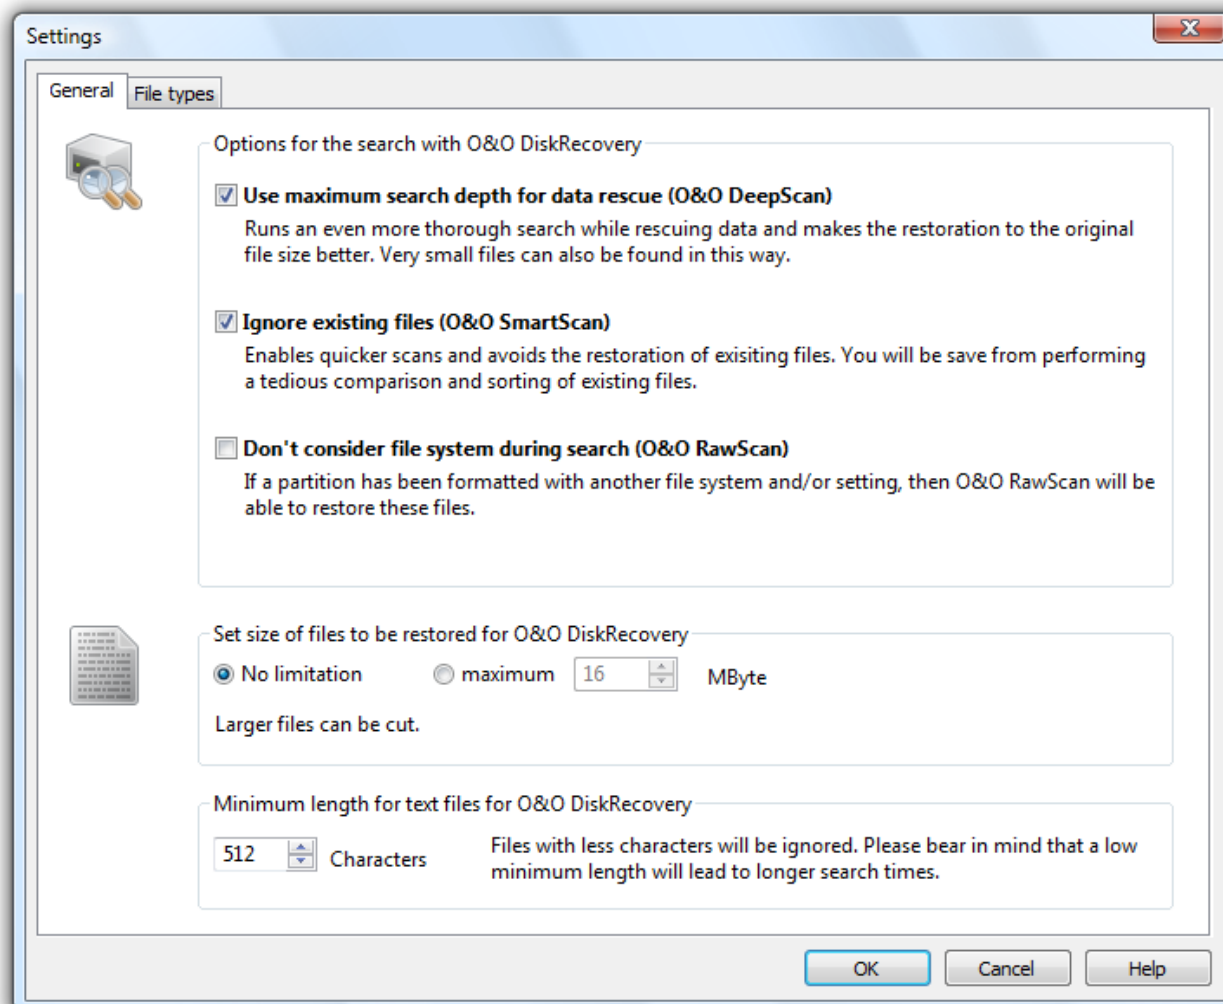 Settings
General
File types
Options for the search with O&O DiskRecovery
Use maximum search depth for data rescue (O&O DeepScan)
Runs an even more thorough search while rescuing data and makes the restoration to the original
file size better. Very small files can also be found in this way.
Ignore existing files (O&O SmartScan)
Enables quicker scans and avoids the restoration of exisiting files. You will be save from performing
a tedious comparison and sorting of existing files.
Don't consider file system during search (O&O RawScan)
If a partition has been formatted with another file system and/or setting, then O&O RawScan will be
able to restore these files.
Set size of files to be restored for O&O DiskRecovery
No limitation
maximum
16
MByte
Larger files can be cut.
Minimum length for text files for O&O DiskRecovery
512
Characters
Files with less characters will be ignored. Please bear in mind that a low
minimum length will lead to longer search times.
OK
Cancel
Help